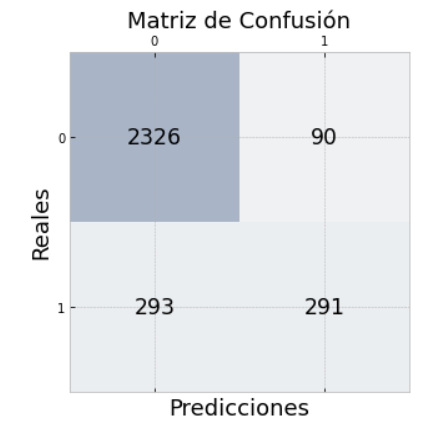 Matriz de Confusión
0 1
0 2326 90
Reales
1 293 291
Predicciones